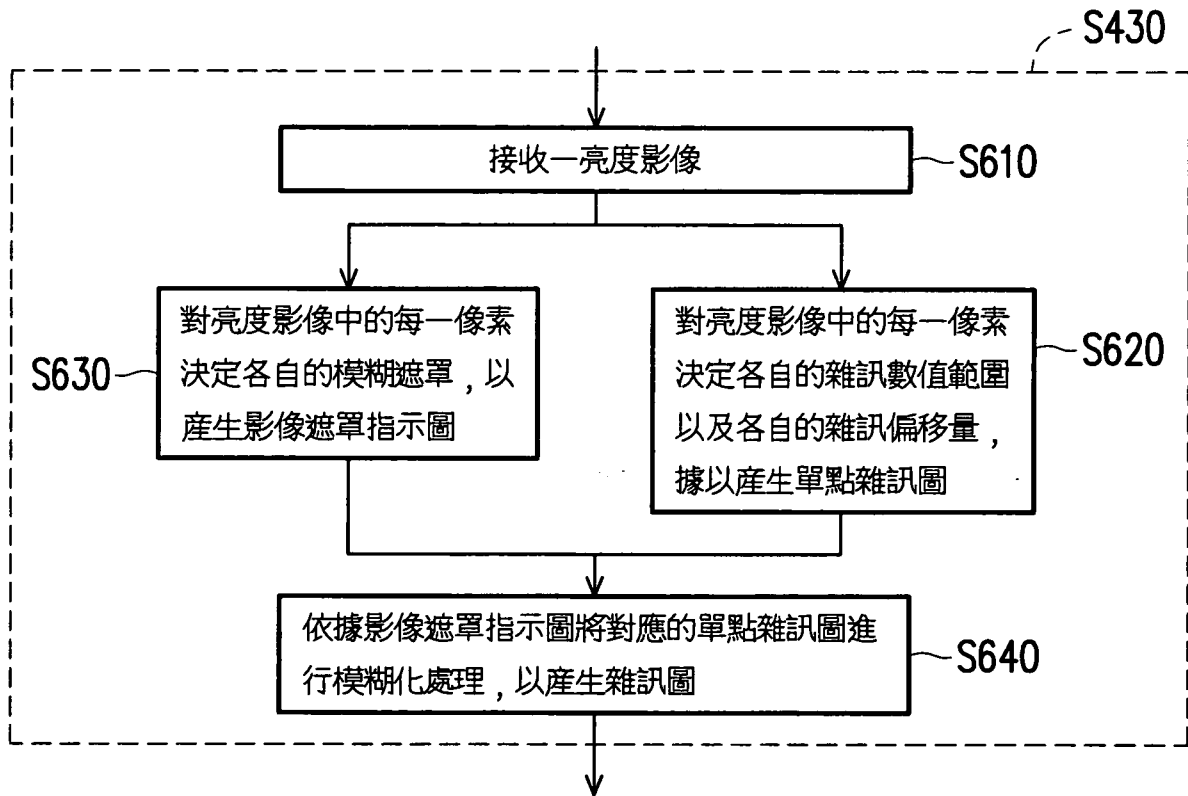 S430
接收一亮度影像
S610
對亮度影像中的每一像素
決定各自的模糊遮罩，以
產生影像遮罩指示圖
S630
對亮度影像中的每一像素
決定各自的雜訊數值範圍
以及各自的雜訊偏移量，
據以產生單點雜訊圖
S620
依據影像遮罩指示圖將對應的單點雜訊圖進
行模糊化處理，以產生雜訊圖
S640